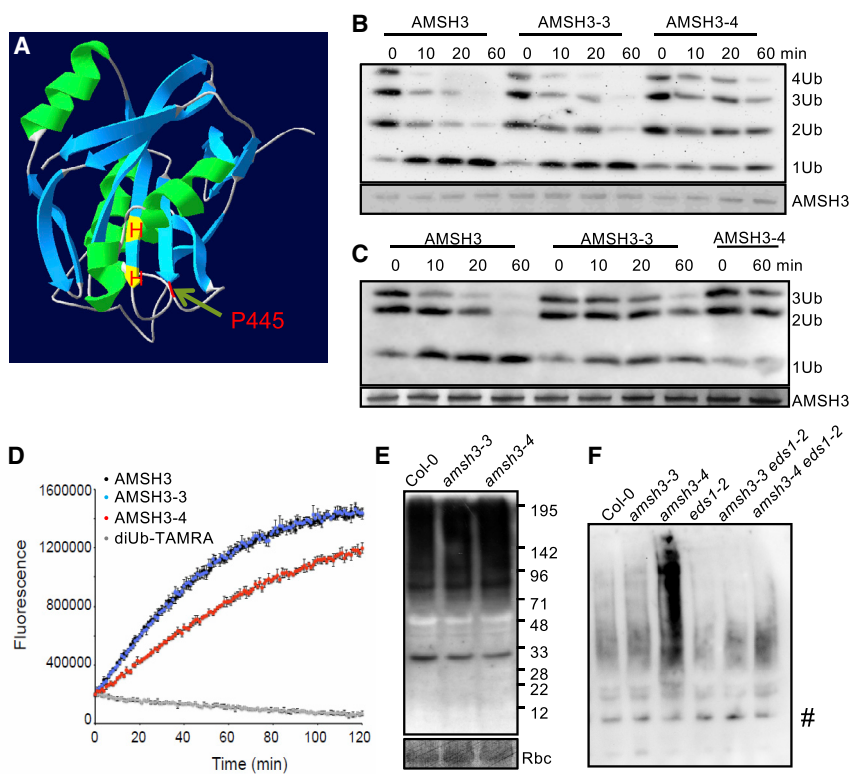 A
H
H
P445
B
AMSH3 AMSH3-3 AMSH3-4
0 10 20 60 0 10 20 60 0 10 20 60 min
4Ub
3Ub
2Ub
1Ub
AMSH3
C
AMSH3 AMSH3-3 AMSH3-4
0 10 20 60 0 10 20 60 0 60 min
3Ub
2Ub
1Ub
AMSH3
D
AMSH3
AMSH3-3
AMSH3-4
diUb-TAMRA
1600000
1200000
800000
400000
0
0 20 40 60 80 100 120
Fluorescence
Time (min)
E
Col-0 amsh3-3 amsh3-4
195
142
96
71
48
33
28
22
12
Rbc
F
Col-0 amsh3-3 amsh3-4 eds1-2 amsh3-3 eds1-2 amsh3-4 eds1-2
#